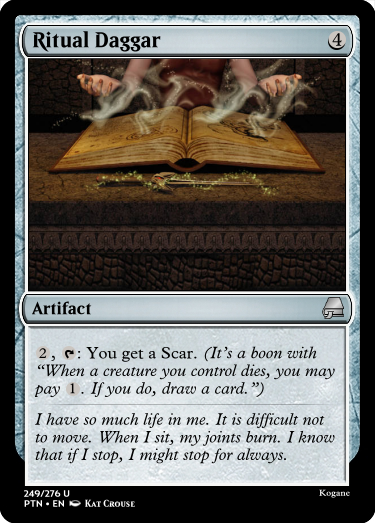 Ritual Daggar 4
Artifact
2, T: You get a Scar. (It's a boon with
"When a creature you control dies, you may
pay 1. If you do, draw a card.")
I have so much life in me. It is difficult not
to move. When I sit, my joints burn. I know
that if I stop, I might stop for always.
249/276 U Kogane
PTN • EN Kat Crouse